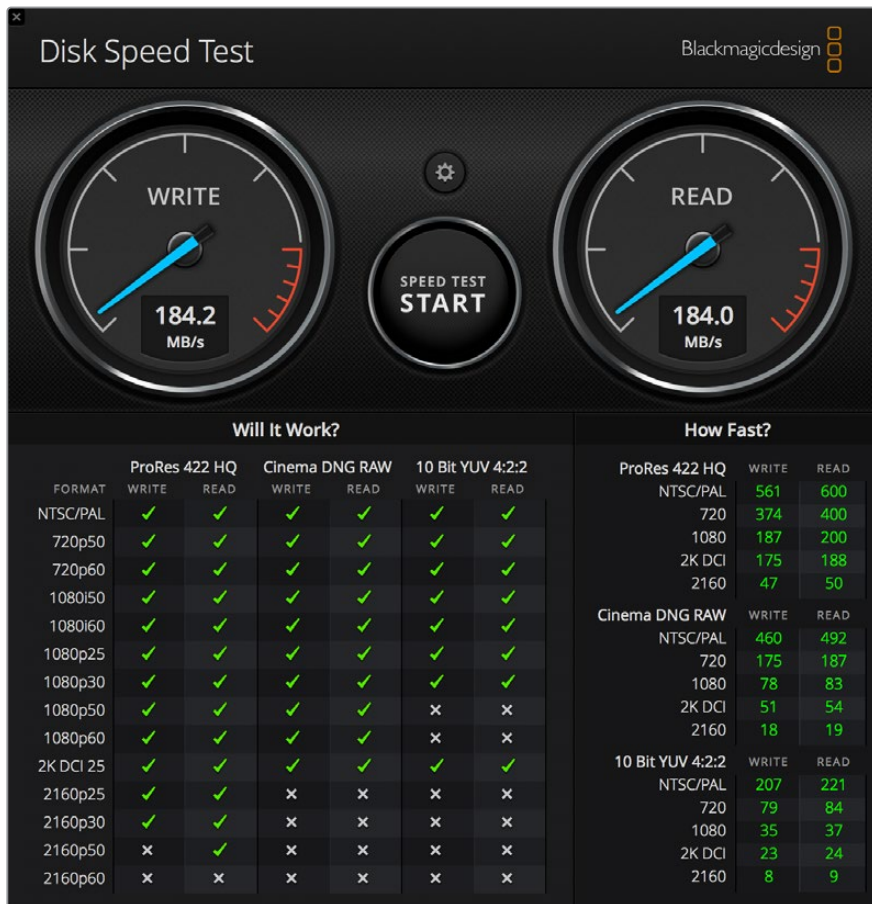 Disk Speed Test
Blackmagicdesign
WRITE
184.2
MB/s
SPEED TEST
START
READ
184.0
MB/s
Will It Work?
ProRes 422 HQ Cinema DNG RAW 10 Bit YUV 4:2:2
FORMAT WRITE READ WRITE READ WRITE READ
NTSC/PAL ✓ ✓ ✓ ✓ ✓ ✓
720p50 ✓ ✓ ✓ ✓ ✓ ✓
720p60 ✓ ✓ ✓ ✓ ✓ ✓
1080i50 ✓ ✓ ✓ ✓ ✓ ✓
1080i60 ✓ ✓ ✓ ✓ ✓ ✓
1080p25 ✓ ✓ ✓ ✓ ✓ ✓
1080p30 ✓ ✓ ✓ ✓ ✓ ✓
1080p50 ✓ ✓ ✓ ✓ × ×
1080p60 ✓ ✓ ✓ ✓ × ×
2K DCI 25 ✓ ✓ ✓ ✓ ✓ ✓
2160p25 ✓ ✓ × × × ×
2160p30 ✓ ✓ × × × ×
2160p50 × ✓ × × × ×
2160p60 × × × × × ×
How Fast?
ProRes 422 HQ WRITE READ
NTSC/PAL 561 600
720 374 400
1080 187 200
2K DCI 175 188
2160 47 50
Cinema DNG RAW WRITE READ
NTSC/PAL 460 492
720 175 187
1080 78 83
2K DCI 51 54
2160 18 19
10 Bit YUV 4:2:2 WRITE READ
NTSC/PAL 207 221
720 79 84
1080 35 37
2K DCI 23 24
2160 8 9